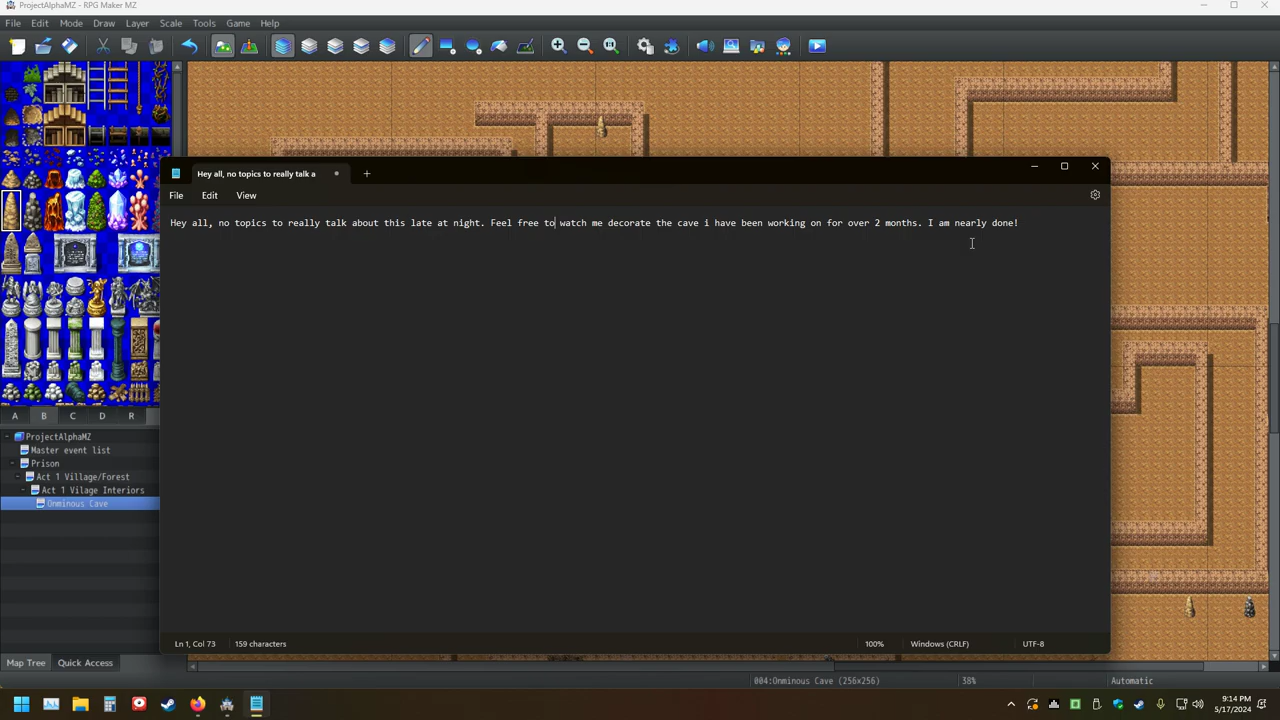 ProjectAlphaMZ - RPG Maker MZ
File Edit Mode Draw Layer Scale Tools Game Help
Hey all, no topics to really talk a
File Edit View
Hey all, no topics to really talk about this late at night. Feel free to watch me decorate the cave i have been working on for over 2 months. I am nearly done!
A B C D R
ProjectAlphaMZ
Master event list
Prison
Act 1 Village/Forest
Act 1 Vilage Interiors
Onminous Cave
Ln 1, Col 73 159 characters 100% Windows (CRLF) UTF-8
Map Tree Quick Access
004:Onminous Cave (256×256) 38% Automatic
9:14 PM
5/17/2024